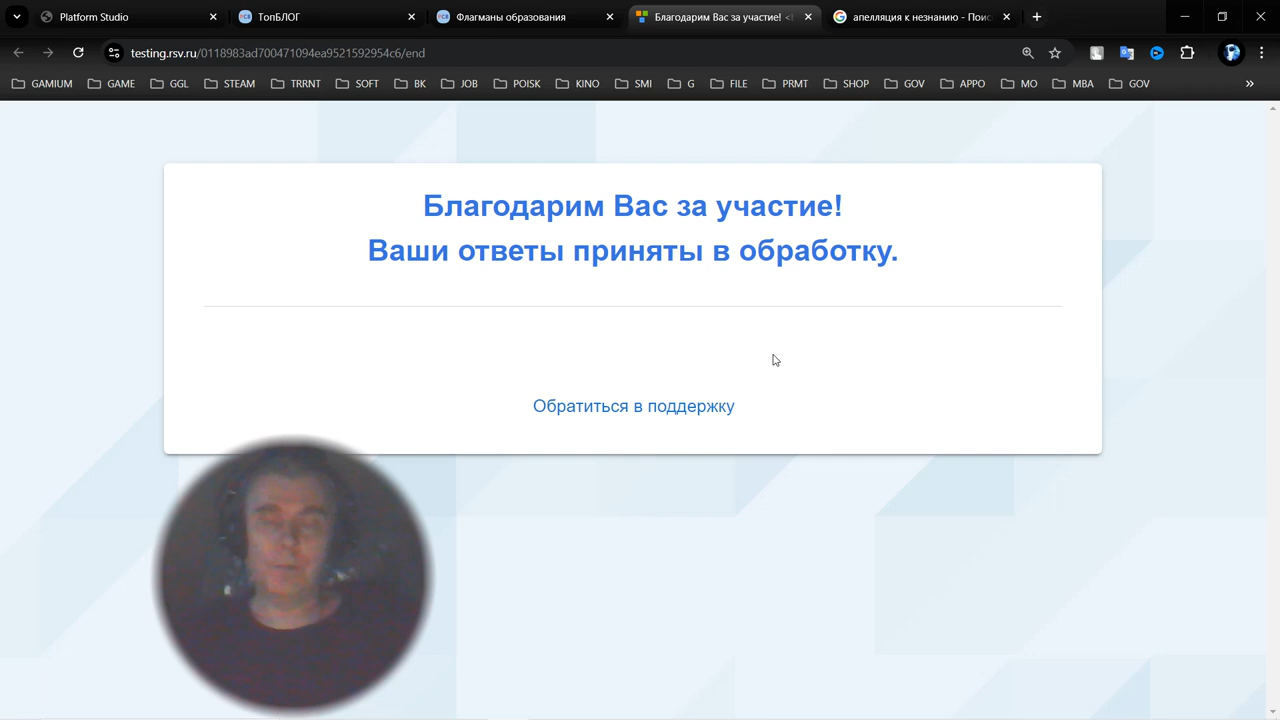 Platform Studio
ТопБЛОГ
Флагманы образования
Благодарим Вас за участие! <
апелляция к незнанию - Поис
testing.rsv.ru/0118983ad700471094ea9521592954c6/end
GAMIUM
GAME
GGL
STEAM
TRRNT
SOFT
BK
JOB
POISK
KINO
SMI
G
FILE
PRMT
SHOP
GOV
APPO
MO
MBA
GOV
Благодарим Вас за участие!
Ваши ответы приняты в обработку.
Обратиться в поддержку